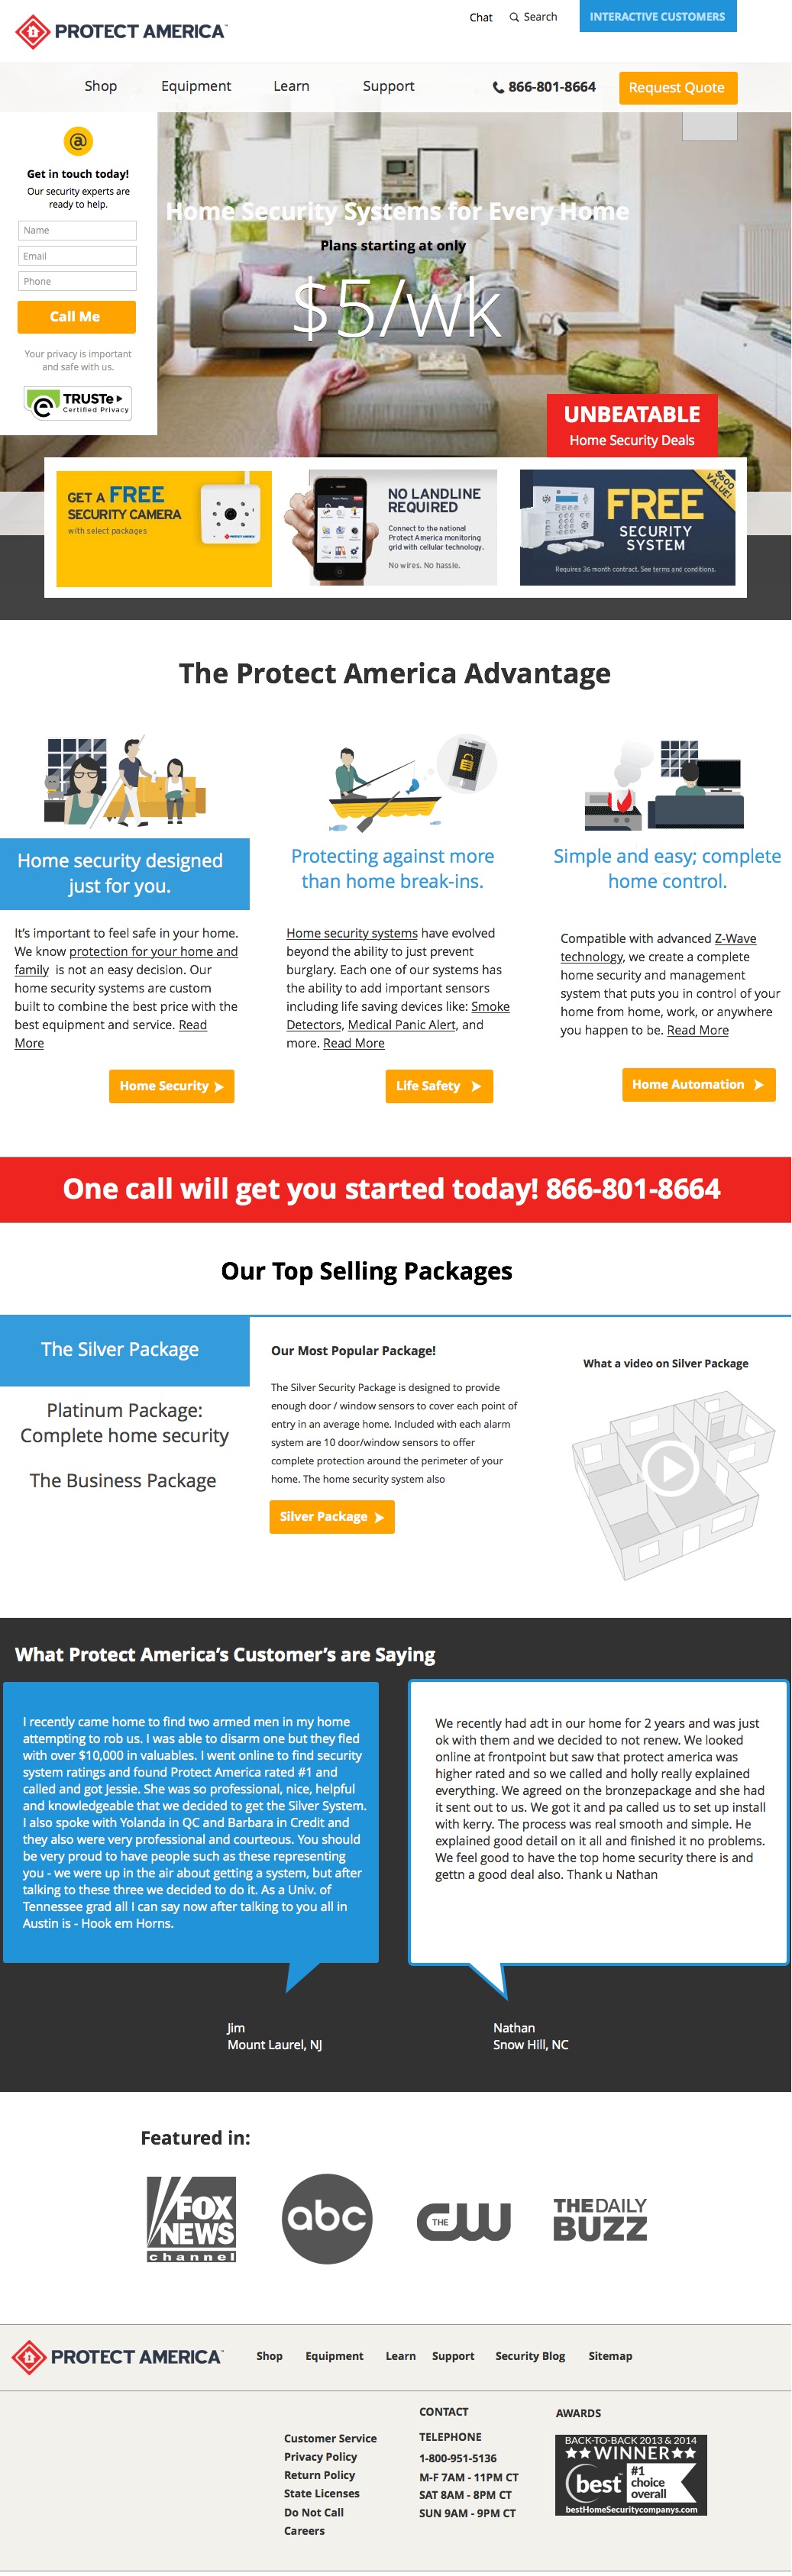 PROTECT AMERICA™
Chat
Search
INTERACTIVE CUSTOMERS
Shop
Equipment
Learn
Support
866-801-8664
Request Quote
@
Get in touch today!
Our security experts are
ready to help.
Name
Email
Phone
Call Me
Your privacy is important
and safe with us.
TRUSTe
Certified Privacy
Home Security Systems for Every Home
Plans starting at only
$5/wk
UNBEATABLE
Home Security Deals
GET A FREE
SECURITY CAMERA
with select packages
PROTECT AMERICA
NO LANDLINE
REQUIRED
Connect to the national
Protect America monitoring
grid with cellular technology.
No wires. No hassle.
$600
VALUE!
FREE
SECURITY
SYSTEM
Requires 36 month contract. See terms and conditions.
The Protect America Advantage
Home security designed
just for you.
It's important to feel safe in your home.
We know protection for your home and
family is not an easy decision. Our
home security systems are custom
built to combine the best price with the
best equipment and service. Read
More
Home Security
Protecting against more
than home break-ins.
Home security systems have evolved
beyond the ability to just prevent
burglary. Each one of our systems has
the ability to add important sensors
including life saving devices like: Smoke
Detectors, Medical Panic Alert, and
more. Read More
Life Safety
Simple and easy; complete
home control.
Compatible with advanced Z-Wave
technology, we create a complete
home security and management
system that puts you in control of your
home from home, work, or anywhere
you happen to be. Read More
Home Automation
One call will get you started today! 866-801-8664
Our Top Selling Packages
The Silver Package
Platinum Package:
Complete home security
The Business Package
Our Most Popular Package!
The Silver Security Package is designed to provide
enough door / window sensors to cover each point of
entry in an average home. Included with each alarm
system are 10 door/window sensors to offer
complete protection around the perimeter of your
home. The home security system also
Silver Package
What a video on Silver Package
What Protect America's Customer's are Saying
I recently came home to find two armed men in my home
attempting to rob us. I was able to disarm one but they fled
with over $10,000 in valuables. I went online to find security
system ratings and found Protect America rated #1 and
called and got Jessie. She was so professional, nice, helpful
and knowledgeable that we decided to get the Silver System.
I also spoke with Yolanda in QC and Barbara in Credit and
they also were very professional and courteous. You should
be very proud to have people such as these representing
you - we were up in the air about getting a system, but after
talking to these three we decided to do it. As a Univ. of
Tennessee grad all I can say now after talking to you all in
Austin is - Hook em Horns.
Jim
Mount Laurel, NJ
We recently had adt in our home for 2 years and was just
ok with them and we decided to not renew. We looked
online at frontpoint but saw that protect america was
higher rated and so we called and holly really explained
everything. We agreed on the bronzepackage and she had
it sent out to us. We got it and pa called us to set up install
with kerry. The process was real smooth and simple. He
explained good detail on it all and finished it no problems.
We feel good to have the top home security there is and
gettn a good deal also. Thank u Nathan
Nathan
Snow Hill, NC
Featured in:
FOX
NEWS
channel
abc
THE CW
THE DAILY
BUZZ
PROTECT AMERICA™
Shop
Equipment
Learn
Support
Security Blog
Sitemap
Customer Service
Privacy Policy
Return Policy
State Licenses
Do Not Call
Careers
CONTACT
TELEPHONE
1-800-951-5136
M-F 7AM - 11PM CT
SAT 8AM - 8PM CT
SUN 9AM - 9PM CT
AWARDS
BACK-TO-BACK 2013 & 2014
★★WINNER★★
best
#1
choice
overall
bestHomeSecuritycompanys.com